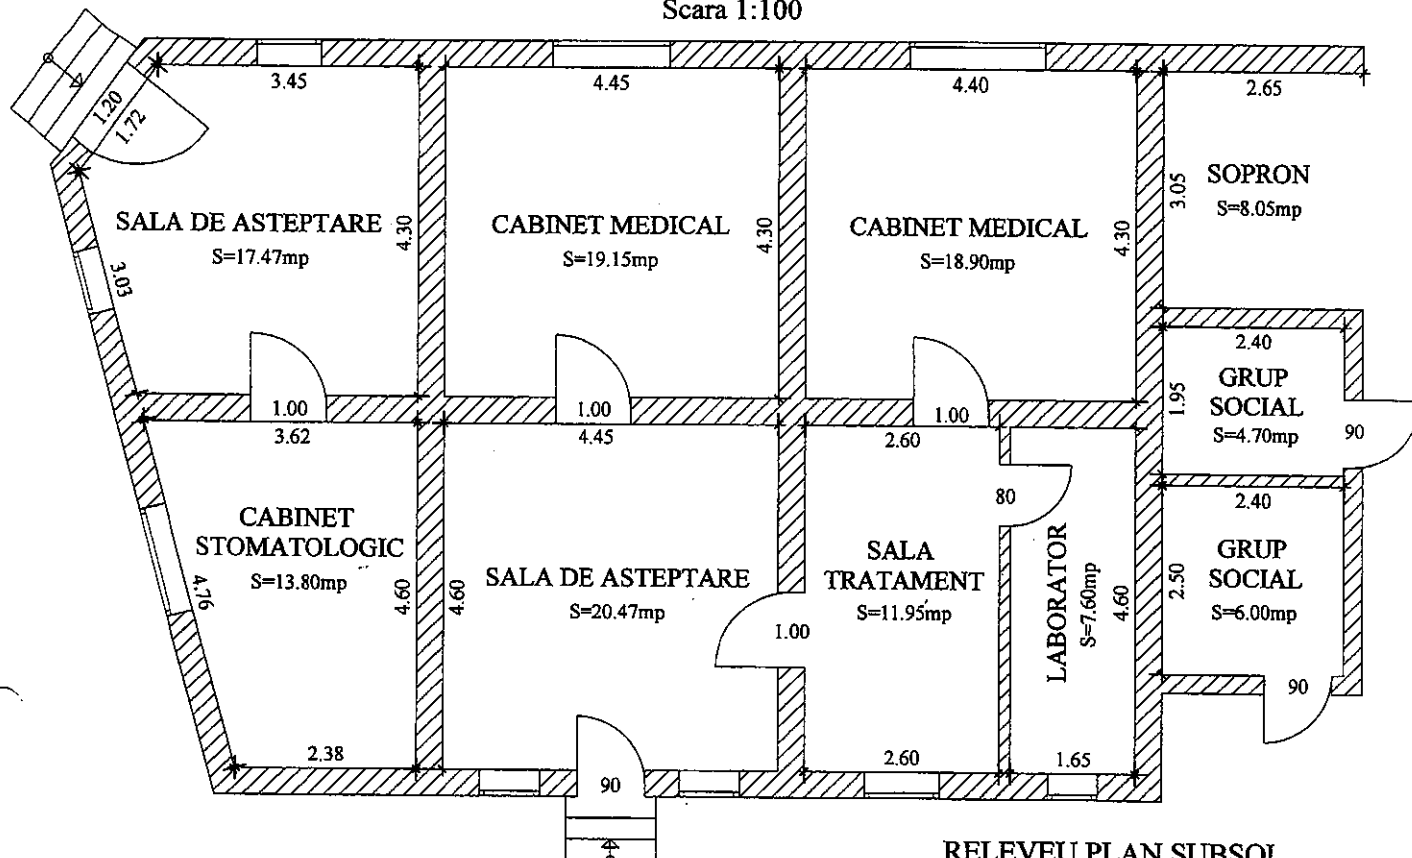 Scara 1:100
3.45
4.45
4.40
2.65
1.20
1.72
SALA DE ASTEPTARE
S=17.47mp
4.30
3.03
CABINET MEDICAL
S=19.15mp
4.30
CABINET MEDICAL
S=18.90mp
4.30
3.05
SOPRON
S=8.05mp
1.00
1.00
1.00
3.62
4.45
2.60
2.40
GRUP
SOCIAL
S=4.70mp
1.95
90
CABINET
STOMATOLOGIC
S=13.80mp
4.76
4.60
4.60
SALA DE ASTEPTARE
S=20.47mp
1.00
SALA
TRATAMENT
S=11.95mp
80
LABORATOR
S=7.60mp
4.60
2.40
GRUP
SOCIAL
S=6.00mp
2.50
90
2.38
90
2.60
1.65
RELEVEU PLAN SUBSOL